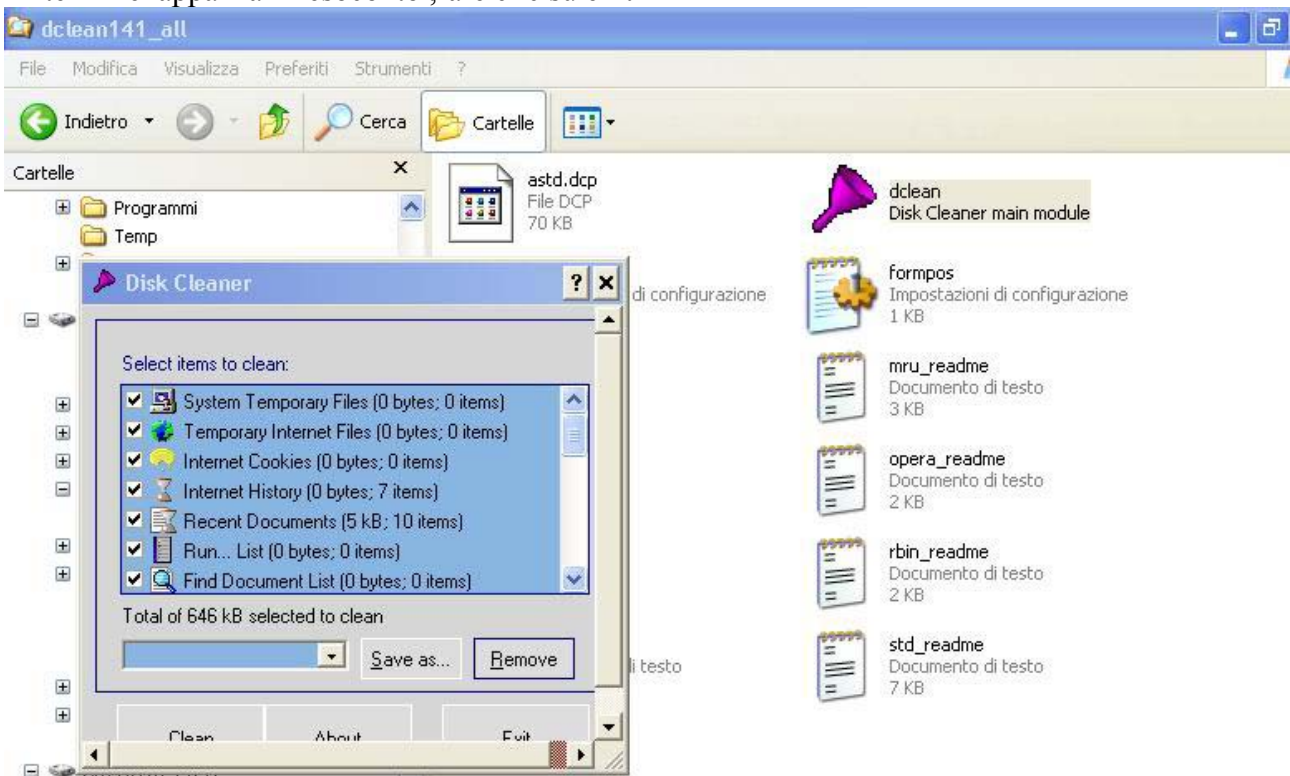 dclean141_all
File Modifica Visualizza Preferiti Strumenti ?
Indietro Cerca Cartelle
Cartelle
Programmi
Temp
astd.dcp
File DCP
70 KB
dclean
Disk Cleaner main module
di configurazione
formpos
Impostazioni di configurazione
1 KB
mru_readme
Documento di testo
3 KB
opera_readme
Documento di testo
2 KB
rbin_readme
Documento di testo
2 KB
di testo
std_readme
Documento di testo
7 KB
Disk Cleaner
Select items to clean:
System Temporary Files (0 bytes; 0 items)
Temporary Internet Files (0 bytes; 0 items)
Internet Cookies (0 bytes; 0 items)
Internet History (0 bytes; 7 items)
Recent Documents (5 kB; 10 items)
Run... List (0 bytes; 0 items)
Find Document List (0 bytes; 0 items)
Total of 646 kB selected to clean
Save as... Remove
Clean About Exit